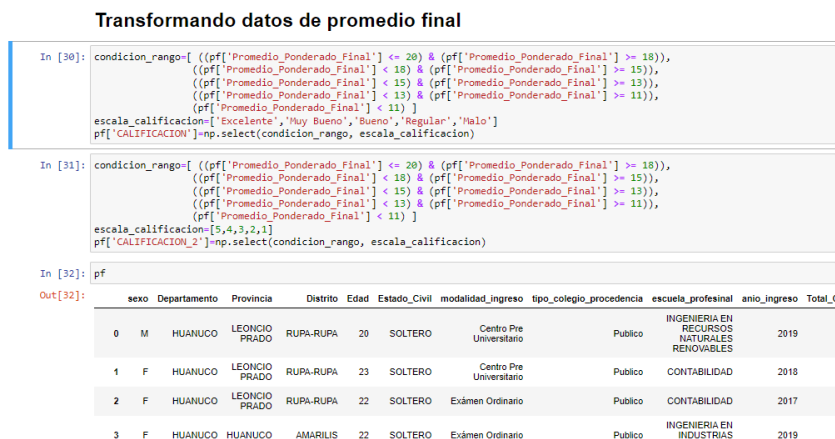 Transformando datos de promedio final
In [30]: condicion_rango=[ ((pf['Promedio_Ponderado_Final'] <= 20) & (pf['Promedio_Ponderado_Final'] >= 18)),
((pf['Promedio_Ponderado_Final'] < 18) & (pf['Promedio_Ponderado_Final'] >= 15)),
((pf['Promedio_Ponderado_Final'] < 15) & (pf['Promedio_Ponderado_Final'] >= 13)),
((pf['Promedio_Ponderado_Final'] < 13) & (pf['Promedio_Ponderado_Final'] >= 11)),
(pf['Promedio_Ponderado_Final'] < 11) ]
escala_calificacion=['Excelente','Muy Bueno','Bueno','Regular','Malo']
pf['CALIFICACION']=np.select(condicion_rango, escala_calificacion)
In [31]: condicion_rango=[ ((pf['Promedio_Ponderado_Final'] <= 20) & (pf['Promedio_Ponderado_Final'] >= 18)),
((pf['Promedio_Ponderado_Final'] < 18) & (pf['Promedio_Ponderado_Final'] >= 15)),
((pf['Promedio_Ponderado_Final'] < 15) & (pf['Promedio_Ponderado_Final'] >= 13)),
((pf['Promedio_Ponderado_Final'] < 13) & (pf['Promedio_Ponderado_Final'] >= 11)),
(pf['Promedio_Ponderado_Final'] < 11) ]
escala_calificacion=[5,4,3,2,1]
pf['CALIFICACION_2']=np.select(condicion_rango, escala_calificacion)
In [32]: pf
Out[32]:
sexo Departamento Provincia Distrito Edad Estado_Civil modalidad_ingreso tipo_colegio_procedencia escuela_profesinal anio_ingreso Total_
0 M HUANUCO LEONCIO PRADO RUPA-RUPA 20 SOLTERO Centro Pre Universitario Publico INGENIERIA EN RECURSOS NATURALES RENOVABLES 2019
1 F HUANUCO LEONCIO PRADO RUPA-RUPA 23 SOLTERO Centro Pre Universitario Publico CONTABILIDAD 2018
2 F HUANUCO LEONCIO PRADO RUPA-RUPA 22 SOLTERO Exámen Ordinario Publico CONTABILIDAD 2017
3 F HUANUCO HUANUCO AMARILIS 22 SOLTERO Exámen Ordinario Publico INGENIERIA EN INDUSTRIAS 2019